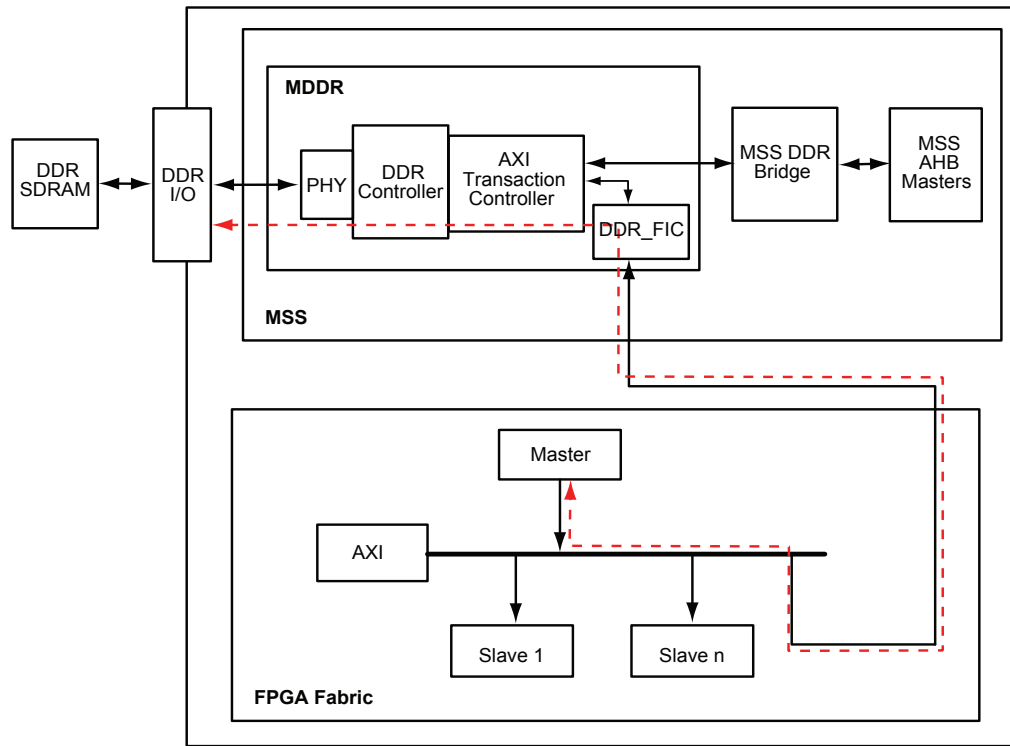 MDDR
DDR
SDRAM
DDR
I/O
PHY
DDR
Controller
AXI
Transaction
Controller
DDR_FIC
MSS DDR
Bridge
MSS
AHB
Masters
MSS
Master
AXI
Slave 1
Slave n
FPGA Fabric